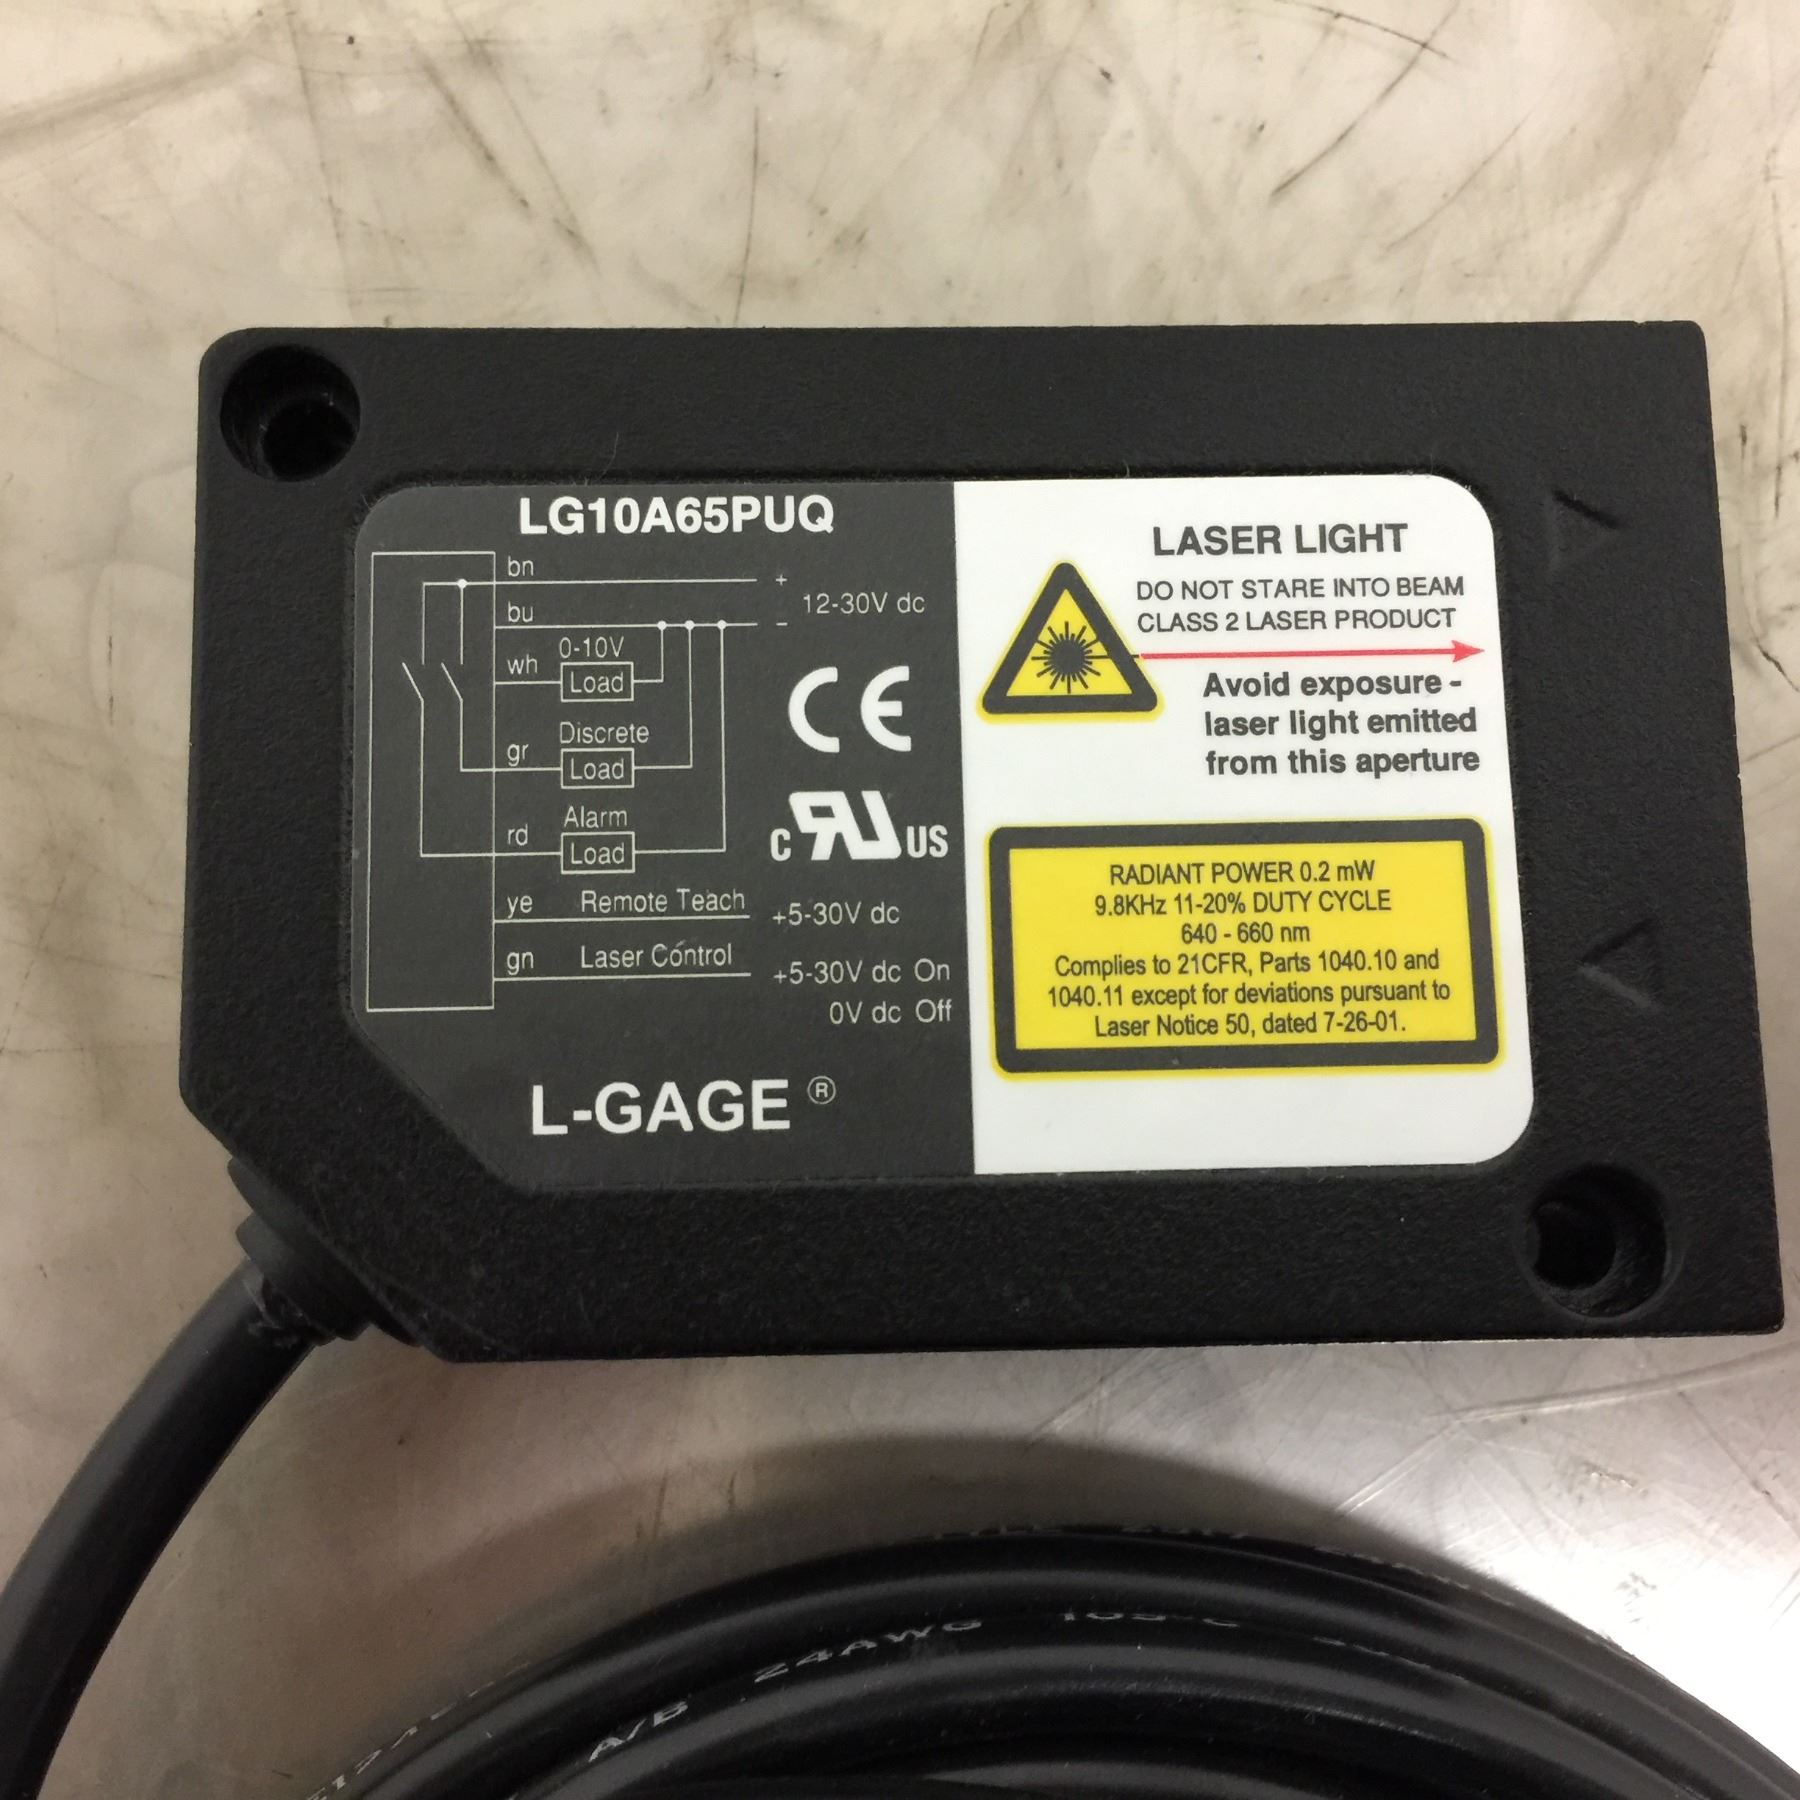 LG10A65PUQ
bn
+
12-30V dc
bu
-
0-10V
wh
Load
Discrete
gr
Load
Alarm
rd
Load
ye Remote Teach +5-30V dc
gn Laser Control +5-30V dc On
0V dc Off
CE
c RU US
L-GAGE ®
LASER LIGHT
DO NOT STARE INTO BEAM
CLASS 2 LASER PRODUCT
Avoid exposure -
laser light emitted
from this aperture
RADIANT POWER 0.2 mW
9.8KHz 11-20% DUTY CYCLE
640 - 660 nm
Complies to 21CFR, Parts 1040.10 and
1040.11 except for deviations pursuant to
Laser Notice 50, dated 7-26-01.
A/B 24AWG